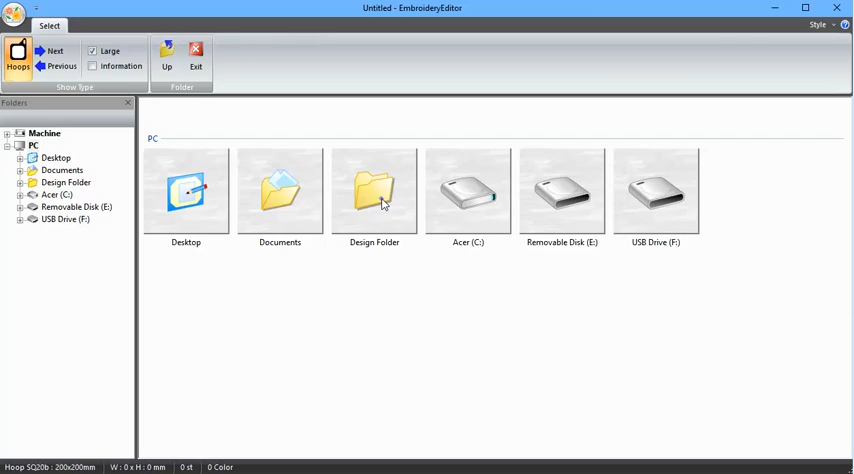 Untitled - EmbroideryEditor
Select
Style
Hoops
Next
Previous
Large
Information
Up
Exit
Show Type
Folder
Folders
Machine
PC
Desktop
Documents
Design Folder
Acer (C:)
Removable Disk (E:)
USB Drive (F:)
PC
Desktop
Documents
Design Folder
Acer (C:)
Removable Disk (E:)
USB Drive (F:)
Hoop SQ20b : 200x200mm W : 0 x H : 0 mm 0 st 0 Color